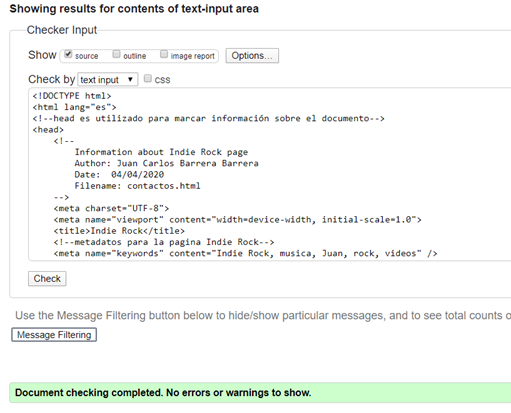 Showing results for contents of text-input area
Checker Input
Show source outline image report Options...
Check by text input css
<!DOCTYPE html>
<html lang="es">
<!--head es utilizado para marcar información sobre el documento-->
<head>
<!--
Information about Indie Rock page
Author: Juan Carlos Barrera Barrera
Date: 04/04/2020
Filename: contactos.html
-->
<meta charset="UTF-8">
<meta name="viewport" content="width=device-width, initial-scale=1.0">
<title>Indie Rock</title>
<!--metadatos para la pagina Indie Rock-->
<meta name="keywords" content="Indie Rock, musica, Juan, rock, videos" />
Check
Use the Message Filtering button below to hide/show particular messages, and to see total counts o
Message Filtering
Document checking completed. No errors or warnings to show.